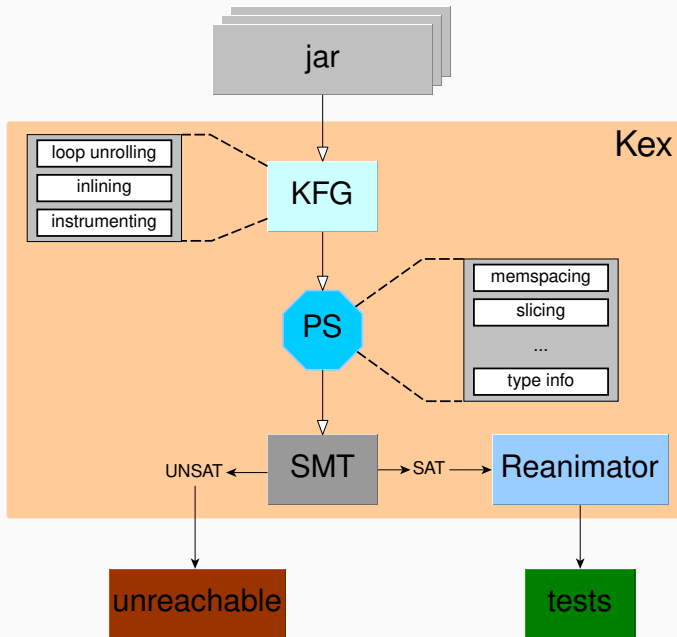 jar
Kex
loop unrolling
inlining
instrumenting
KFG
memspacing
slicing
...
type info
PS
UNSAT
SMT
SAT
Reanimator
unreachable
tests